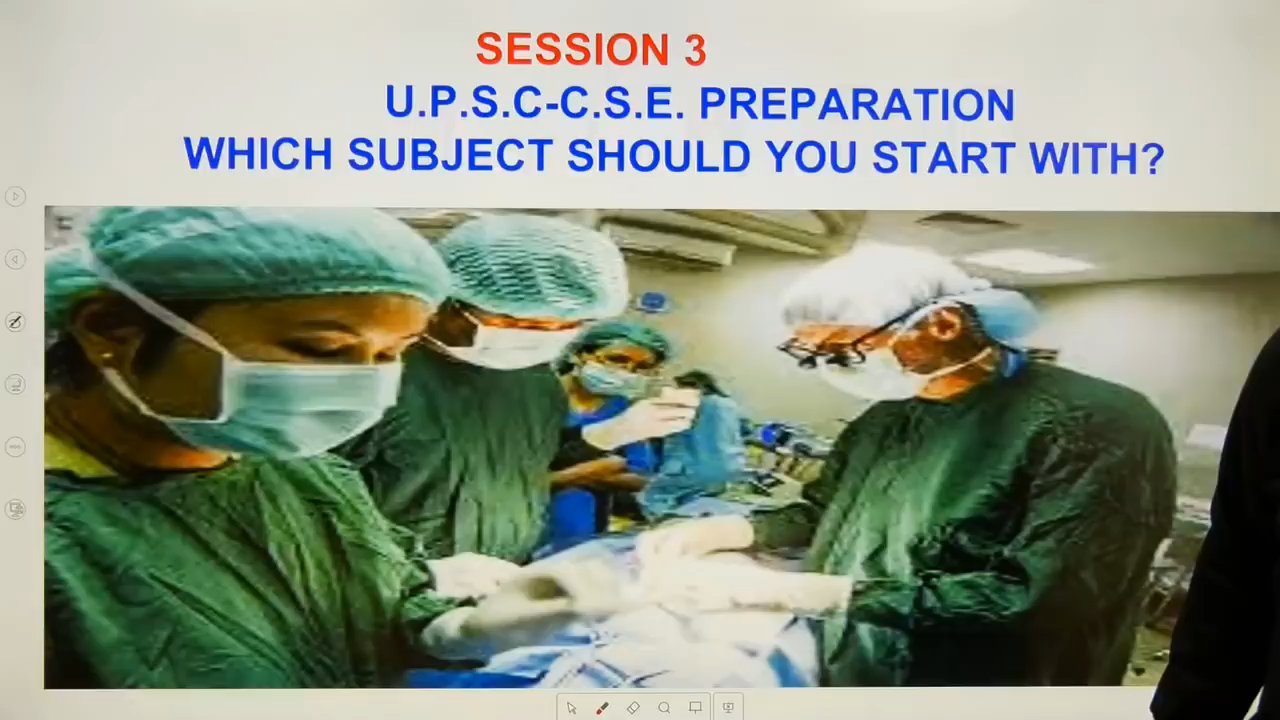 SESSION 3
U.P.S.C-C.S.E. PREPARATION
WHICH SUBJECT SHOULD YOU START WITH?